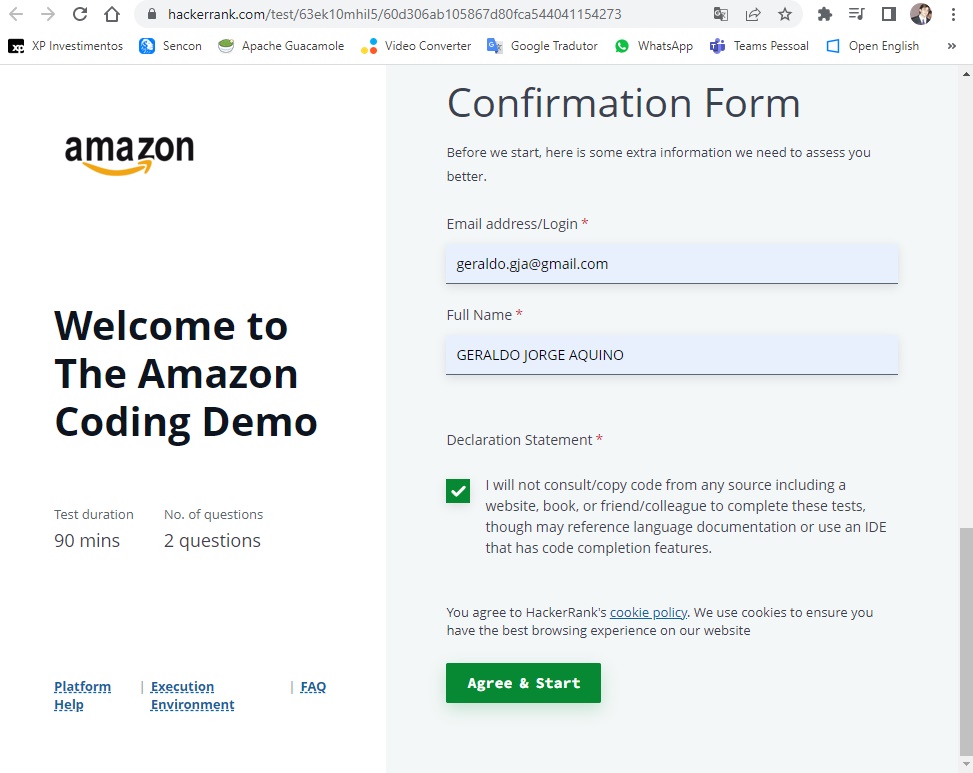 hackerrank.com/test/63ek10mhil5/60d306ab105867d80fca544041154273
XP Investimentos Sencon Apache Guacamole Video Converter Google Tradutor WhatsApp Teams Pessoal Open English »
amazon
Welcome to
The Amazon
Coding Demo
Test duration No. of questions
90 mins 2 questions
Platform Help | Execution Environment | FAQ
Confirmation Form
Before we start, here is some extra information we need to assess you
better.
Email address/Login *
geraldo.gja@gmail.com
Full Name *
GERALDO JORGE AQUINO
Declaration Statement *
I will not consult/copy code from any source including a
website, book, or friend/colleague to complete these tests,
though may reference language documentation or use an IDE
that has code completion features.
You agree to HackerRank's cookie policy. We use cookies to ensure you
have the best browsing experience on our website
Agree & Start